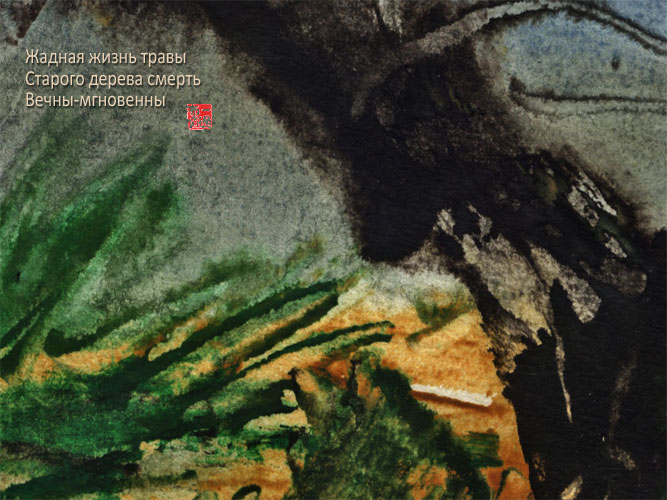 Жадная жизнь травы
Старого дерева смерть
Вечны-мгновенны